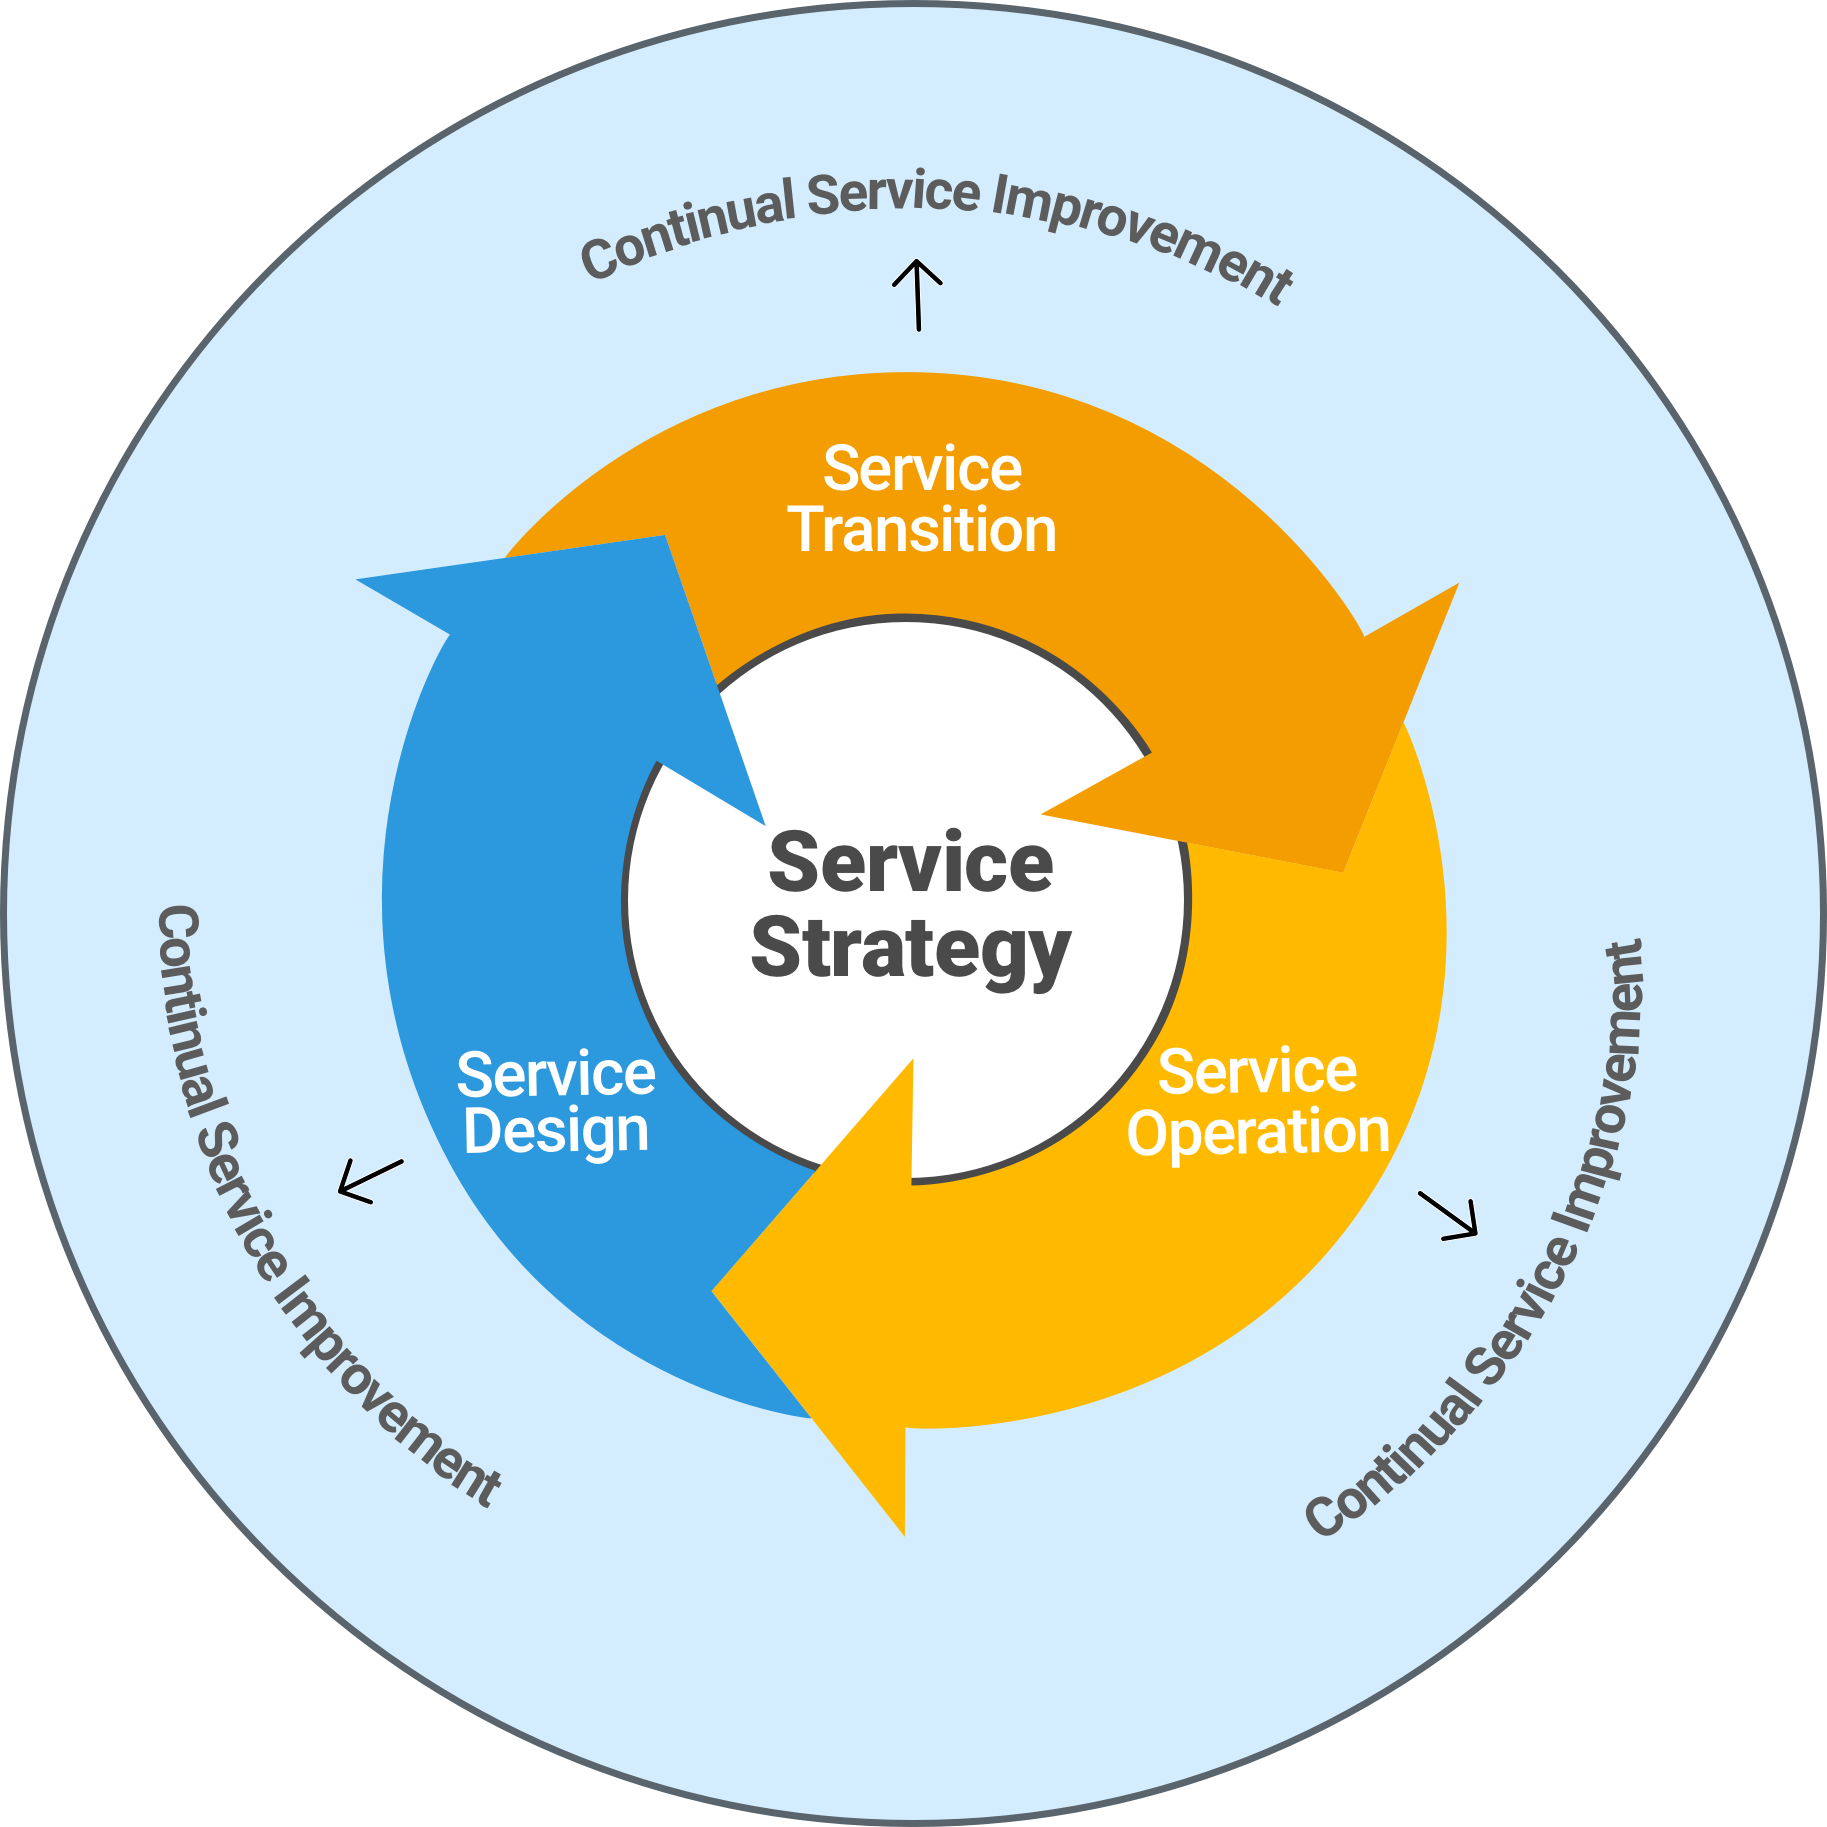 Continual Service Improvement
Service
Transition
Service
Strategy
Service
Design
Service
Operation
Continual Service Improvement
Continual Service Improvement